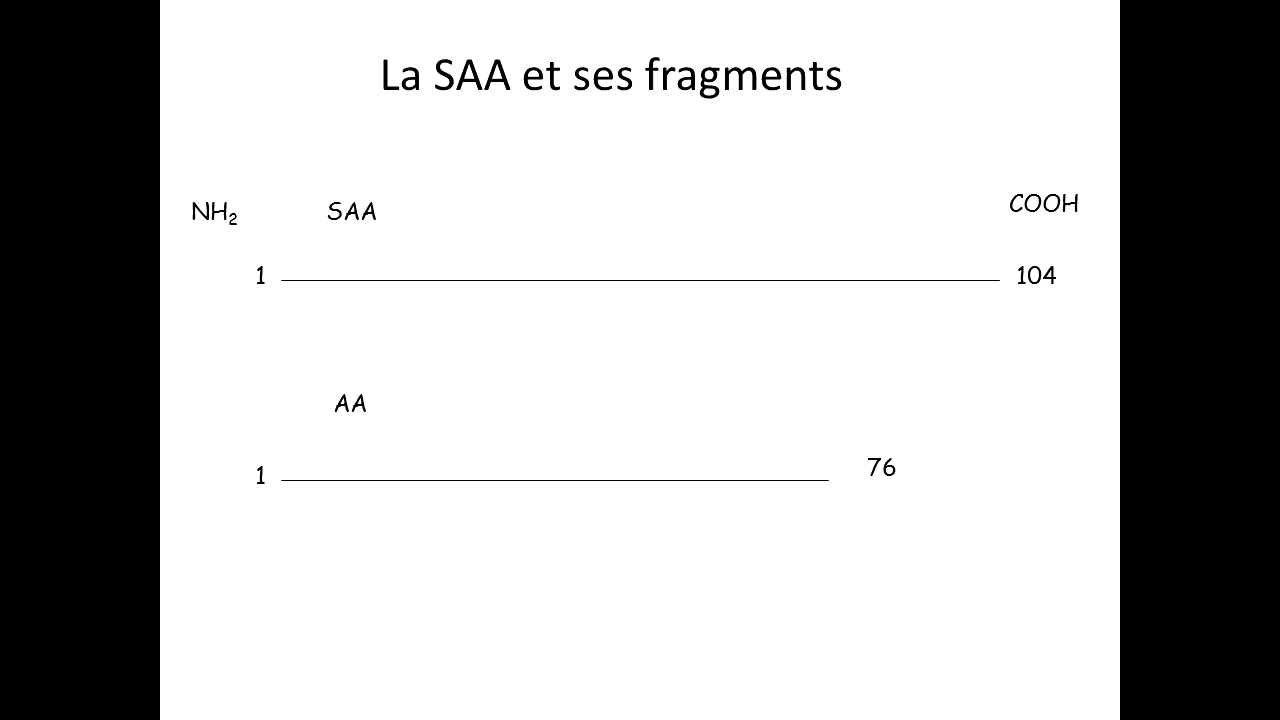 La SAA et ses fragments
NH₂ SAA COOH
1 104
AA
1 76